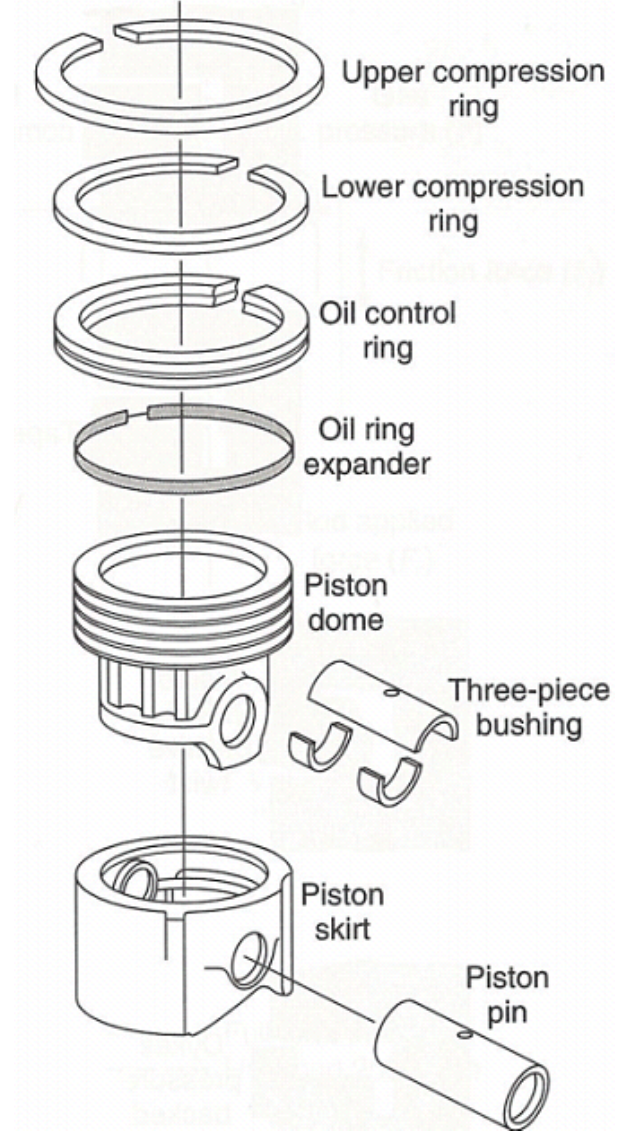 Upper compression
ring
Lower compression
ring
Oil control
ring
Oil ring
expander
Piston
dome
Three-piece
bushing
Piston
skirt
Piston
pin